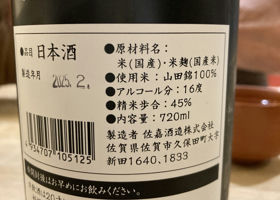 ●品目 日本酒
製造年月
2025. 2.
●原材料名:
米(国産)・米麹(国産米)
●使用米:山田錦100%
●アルコール分:16度
●精米歩合:45%
●内容量:720ml
製造者 佐嘉酒造株式会社
佐賀県佐賀市久保田町大字
新田1640,1833
4934707105125
開封後はお早めにお飲みください。